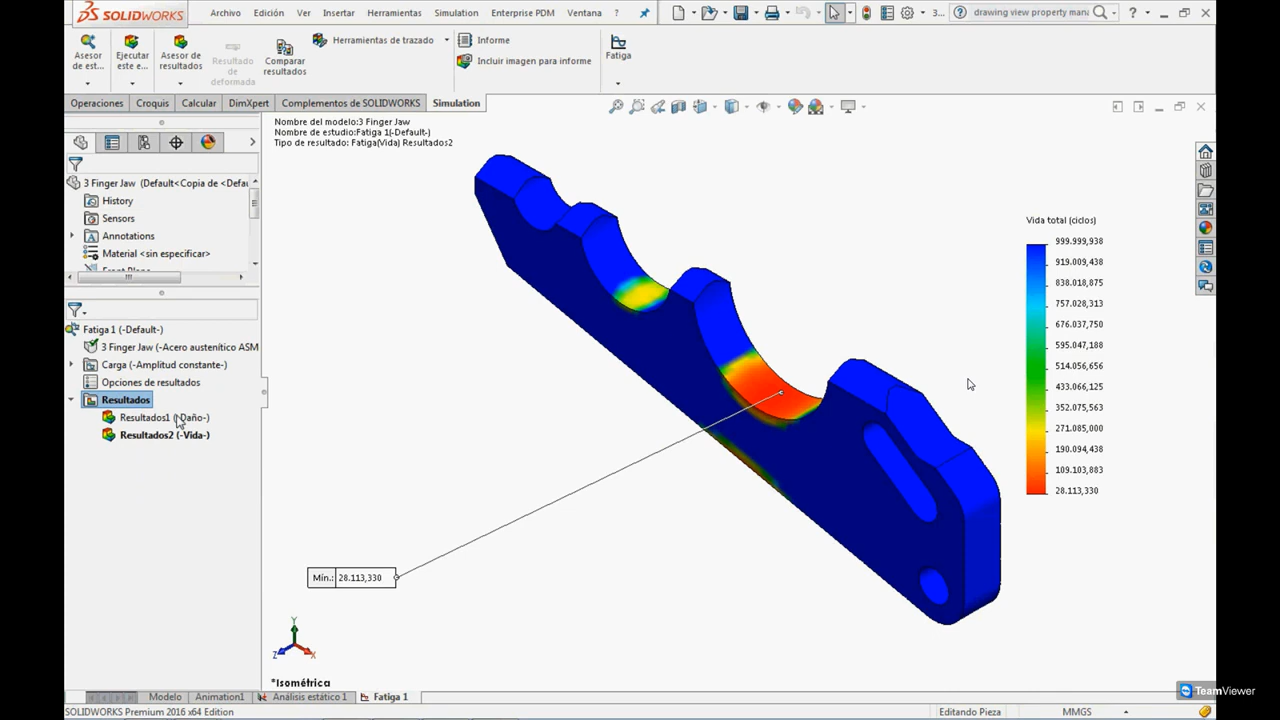 SOLIDWORKS Archivo Edición Ver Insertar Herramientas Simulation Enterprise PDM Ventana ? 3... drawing view property mana ?
Asesor de est...
Ejecutar este e...
Asesor de resultados
Resultado de deformada
Comparar resultados
Herramientas de trazado
Informe
Incluir imagen para informe
Fatiga
Operaciones Croquis Calcular DimXpert Complementos de SOLIDWORKS Simulation
Nombre del modelo:3 Finger Jaw
Nombre de estudio:Fatiga 1(-Default-)
Tipo de resultado: Fatiga(Vida) Resultados2
3 Finger Jaw (Default<Copia de <Defau
History
Sensors
Annotations
Material <sin especificar>
Fatiga 1 (-Default-)
3 Finger Jaw (-Acero austenítico ASM
Carga (-Amplitud constante-)
Opciones de resultados
Resultados
Resultados1 (-Daño-)
Resultados2 (-Vida-)
Vida total (ciclos)
999.999,938
919.009,438
838.018,875
757.028,313
676.037,750
595.047,188
514.056,656
433.066,125
352.075,563
271.085,000
190.094,438
109.103,883
28.113,330
Mín.: 28.113,330
Y
Z
X
*Isométrica
Modelo Animation1 Análisis estático 1 Fatiga 1
TeamViewer
SOLIDWORKS Premium 2016 x64 Edition Editando Pieza MMGS